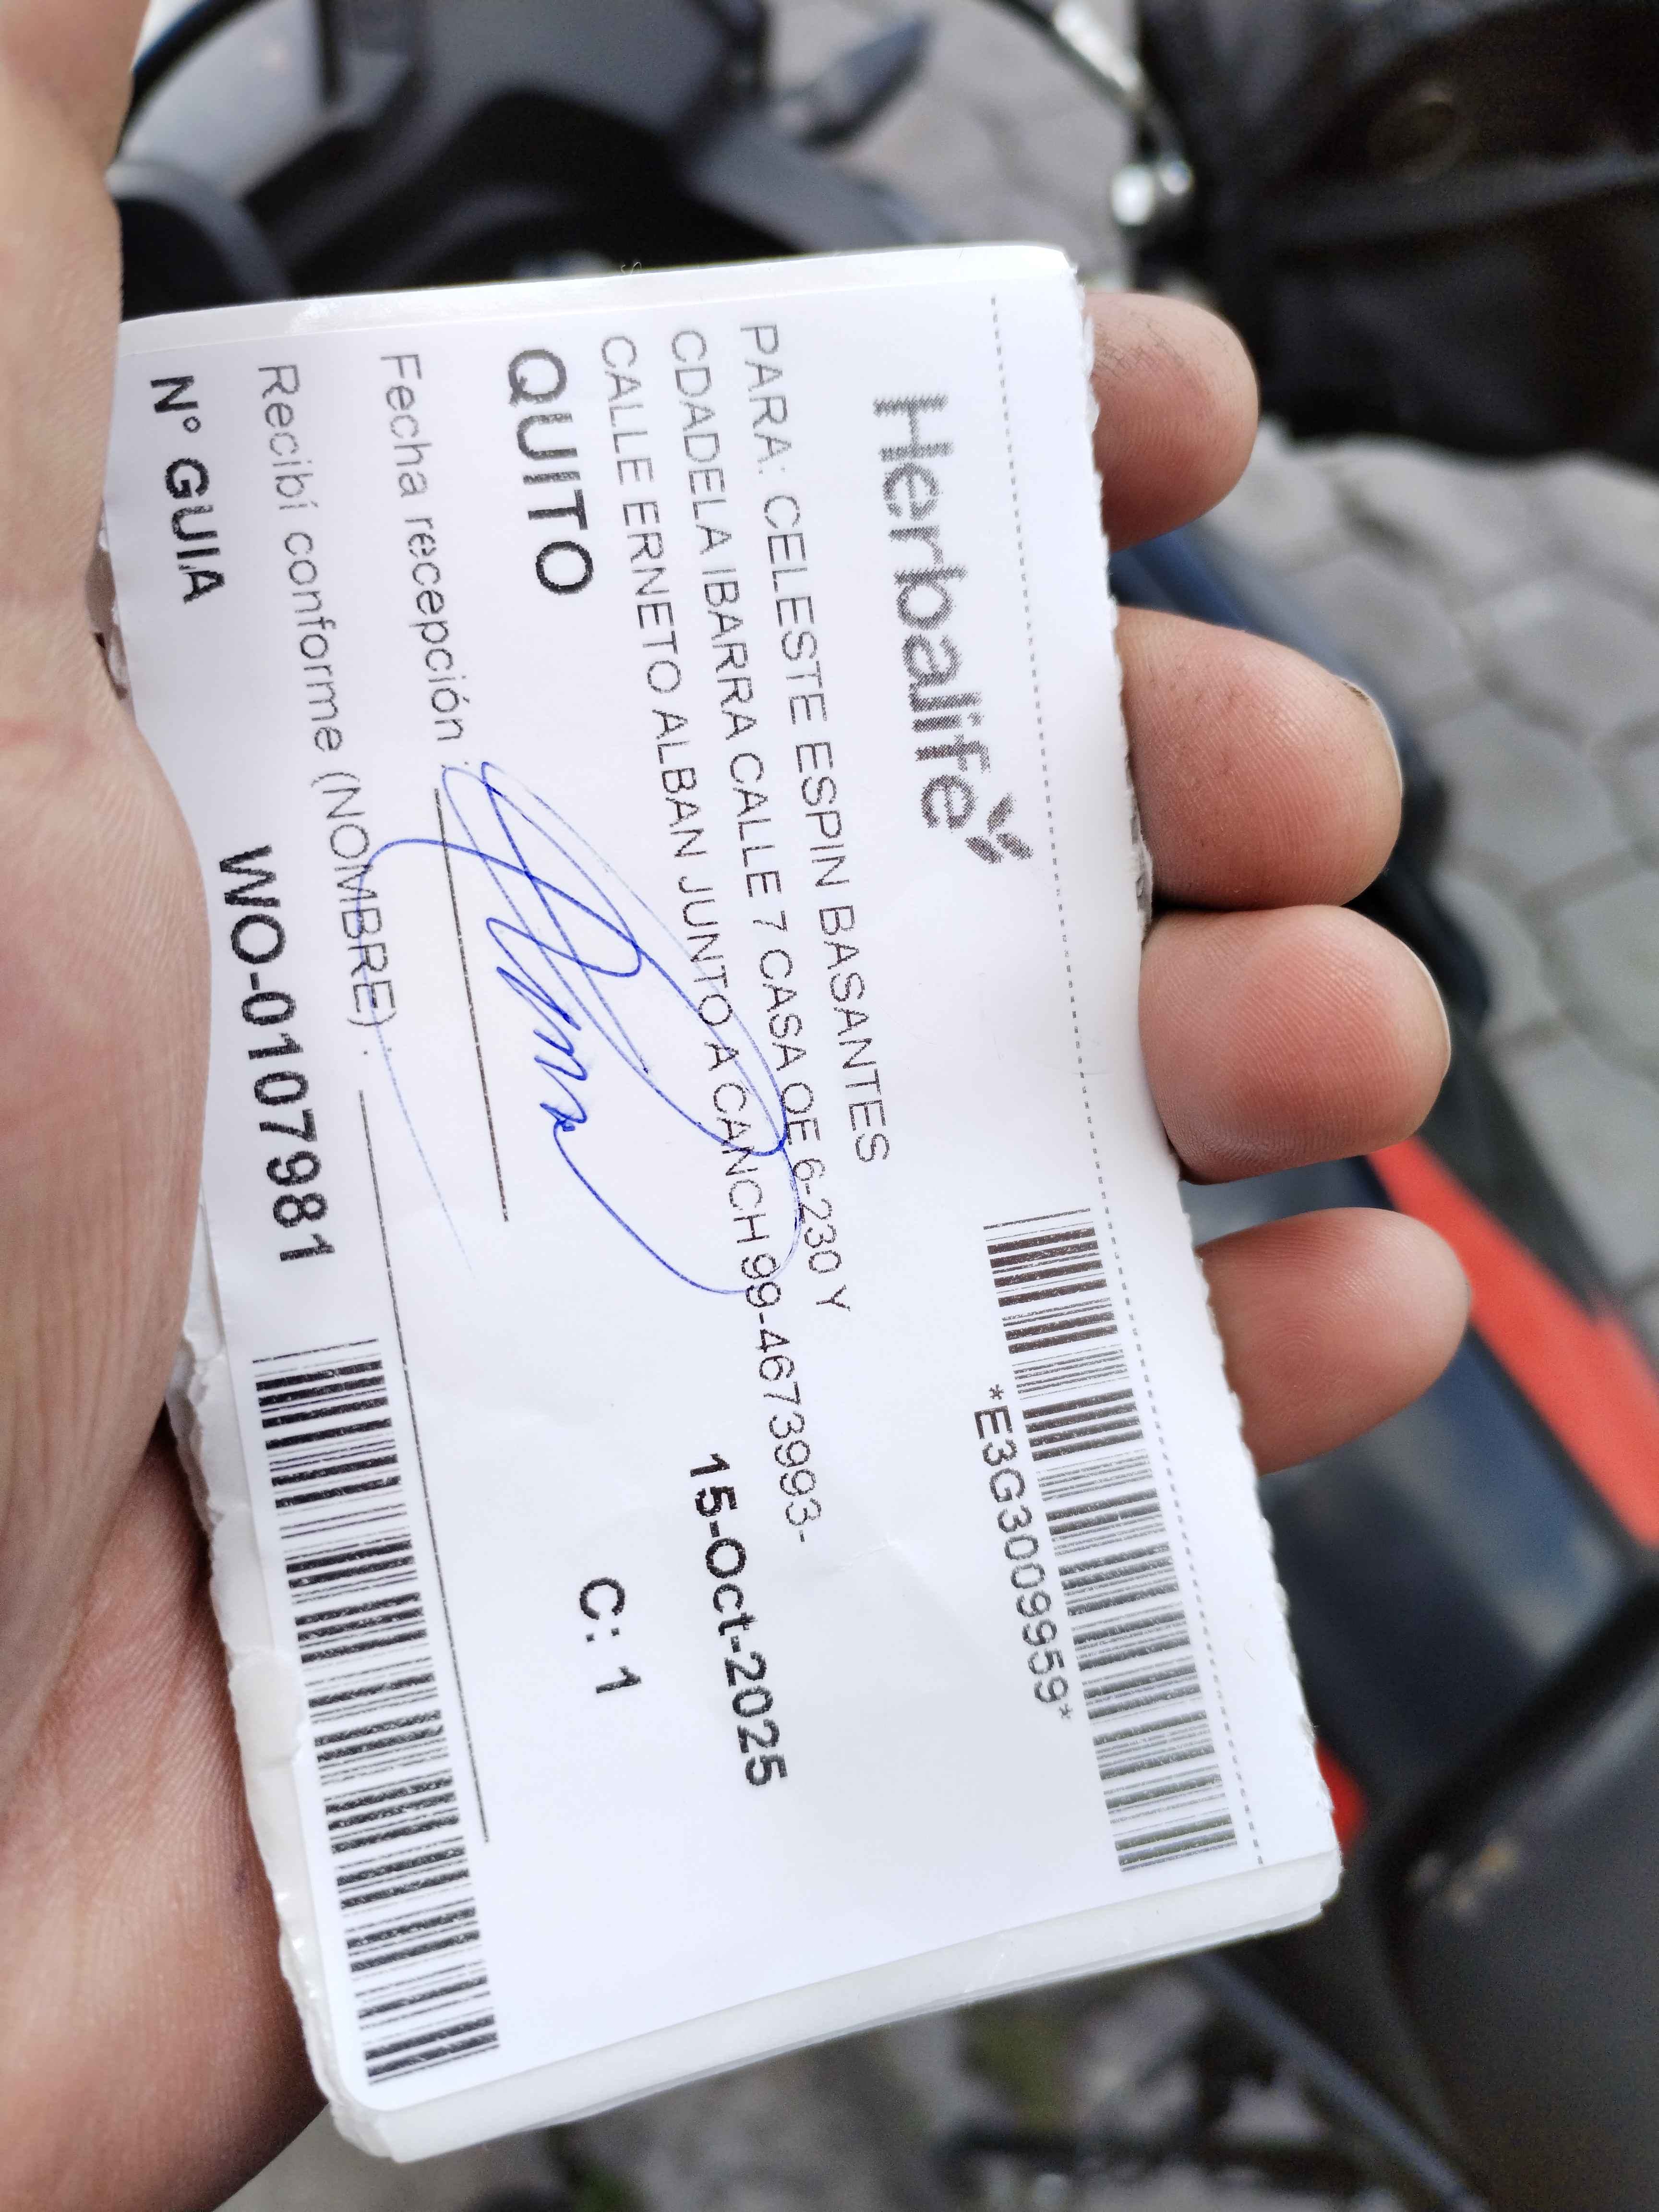 Herbalife
*E3G3009959*
PARA: CELESTE ESPIN BASANTES
CDADELA IBARRA CALLE 7 CASA OE 6-230 Y
CALLE ERNETO ALBAN JUNTO A CANCH 99-4673993-
QUITO
15-Oct-2025
C: 1
Fecha recepción :
Recibí conforme (NOMBRE) :
N° GUIA WO-0107981